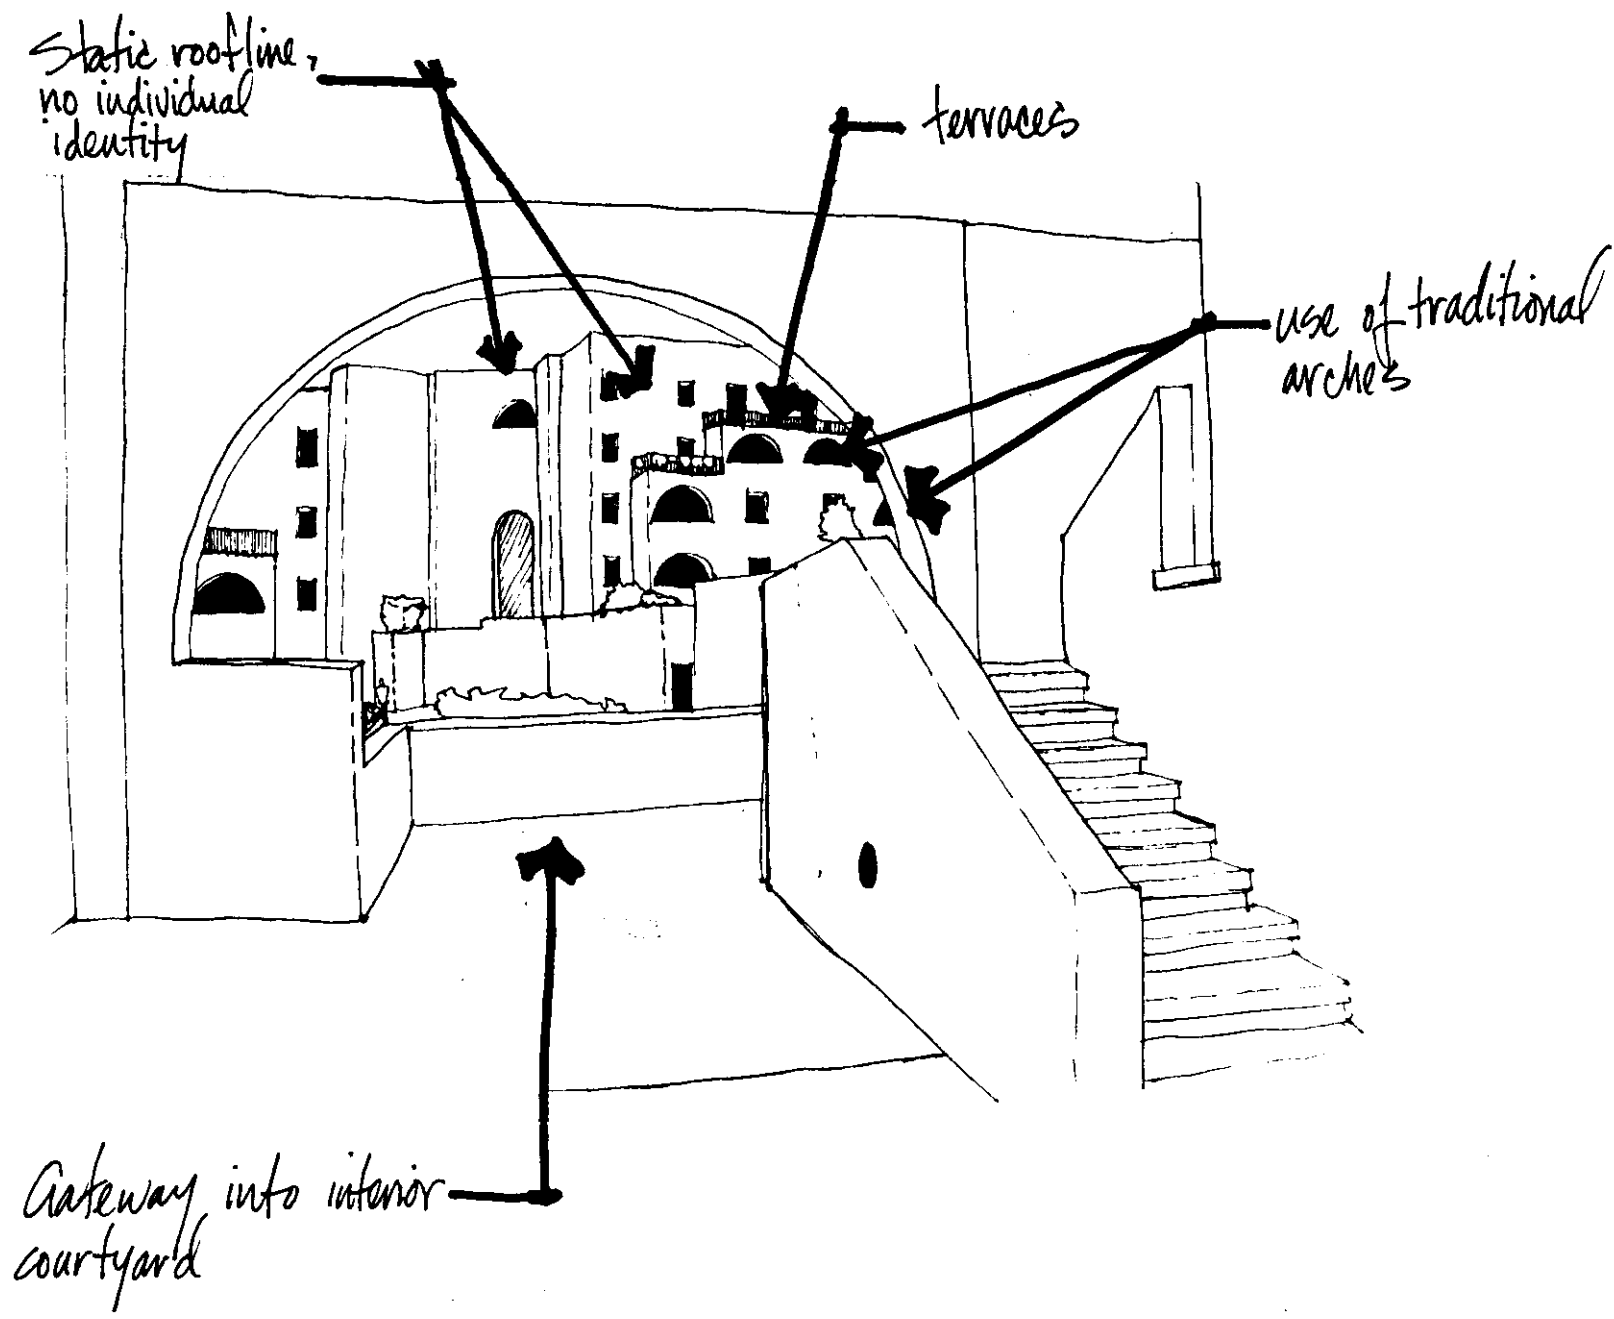 Static roofline,
no individual
identity
terraces
use of traditional
arches
Gateway into interior
courtyard